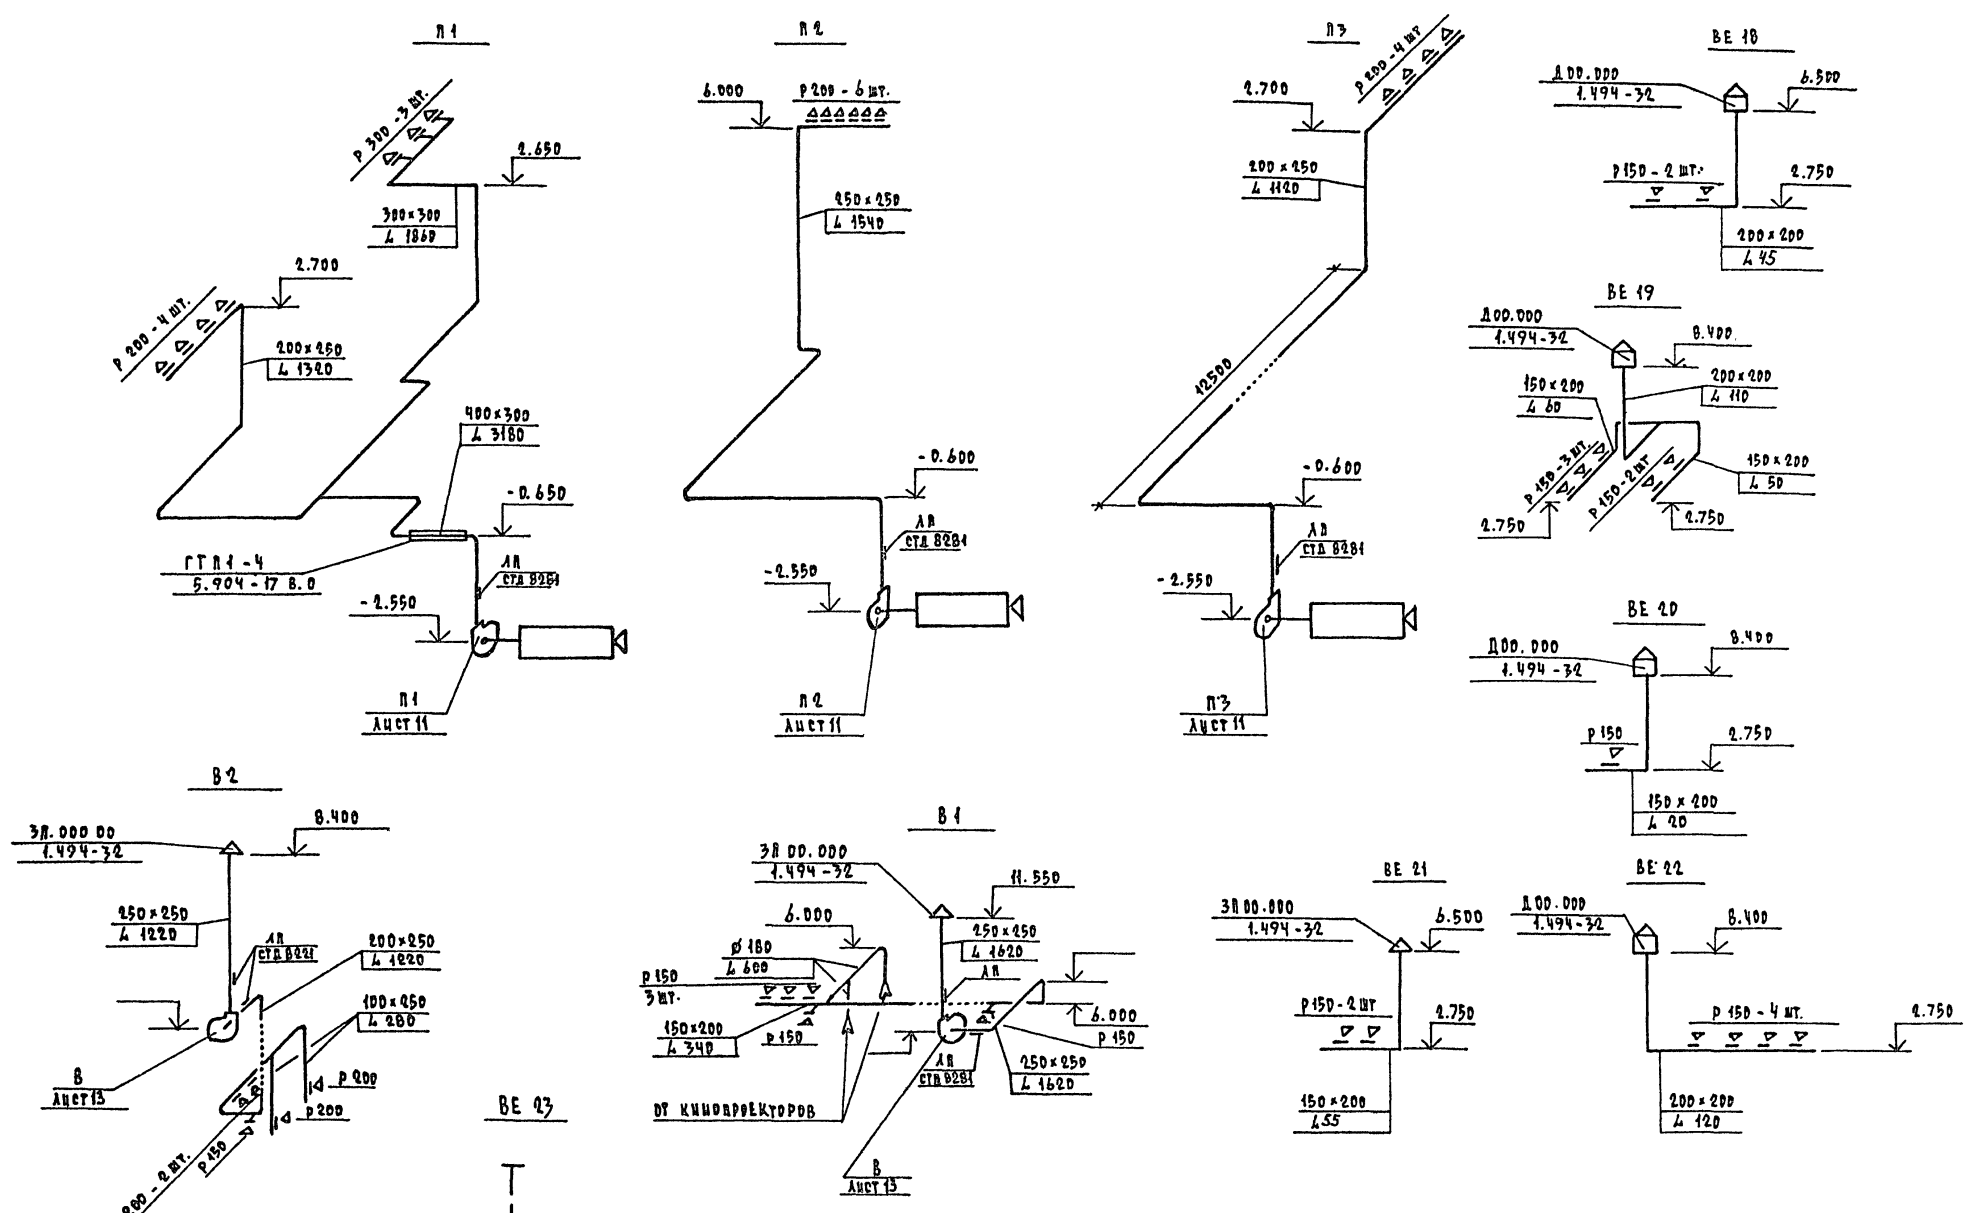 П1
Р 300 - 3 шт.
2.650
300×300
L 1860
2.700
Р 200 - 4 шт.
200×250
L 1320
400×300
L 3180
-0.650
ГТП1-4
5.904-17 В.0
ЛП
СТД 8281
-2.550
П1
Лист 11
П2
6.000
Р200 - 6 шт.
250×250
L 1540
-0.600
ЛП
СТД 8281
-2.550
П2
Лист 11
П3
Р 200 - 4 шт
2.700
200×250
L 1120
12500
-0.600
ЛП
СТД 8281
-2.550
П3
Лист 11
ВЕ 18
Д00.000
1.494-32
6.500
Р150 - 2 шт.
2.750
200×200
L 45
ВЕ 19
Д00.000
1.494-32
8.400
150×200
L 60
200×200
L 110
Р 150 - 3 шт.
Р 150 - 2 шт
150×200
L 50
2.750
2.750
ВЕ 20
Д00.000
1.494-32
8.400
Р 150
2.750
150×200
L 20
В2
8.400
ЗП.000 00
1.494-32
250×250
L 1220
ЛП
СТД 8221
200×250
L 1220
100×250
L 280
В
Лист 13
Р 200
Р 200
Р 150
200 - 2 шт.
ВЕ 23
В1
ЗП 00.000
1.494-32
11.550
6.000
250×250
L 1620
Ø 180
L 600
ЛП
Р 150
3 шт.
150×200
L 340
Р 150
6.000
Р 150
ЛП
СТД 8281
250×250
L 1620
ОТ КИНОПРОЕКТОРОВ
В
Лист 13
ВЕ 21
ЗП 00.000
1.494-32
6.500
Р150 - 2 шт
2.750
150×200
L 55
ВЕ 22
Д00.000
1.494-32
8.400
Р 150 - 4 шт.
2.750
200×200
L 120